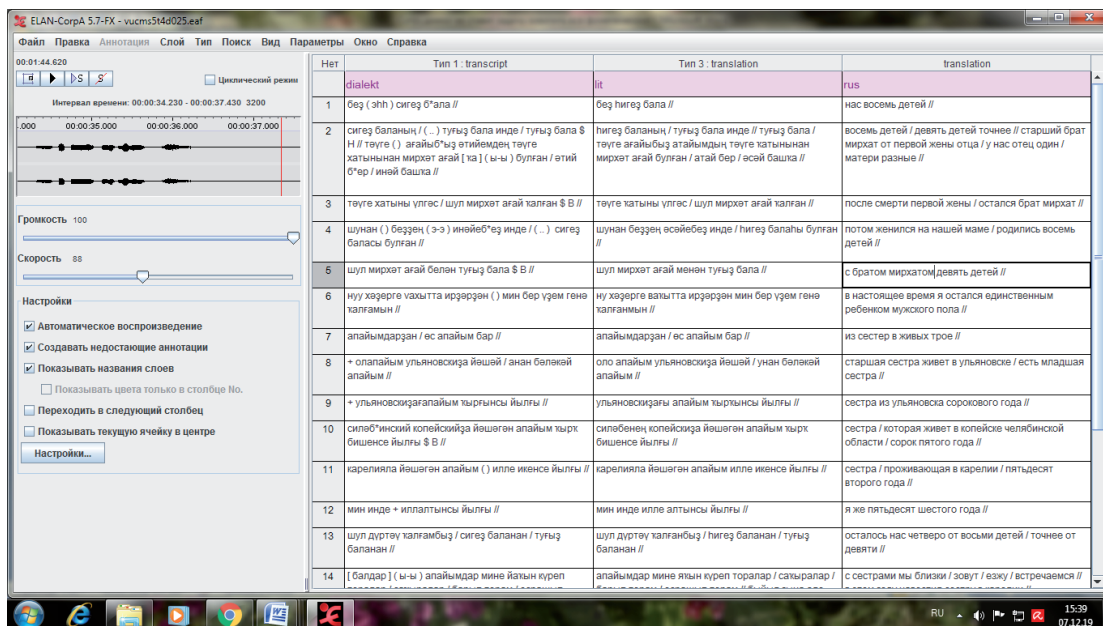 ELAN-CorpA 5.7-FX - vucms5t4d025.eaf
Файл Правка Аннотация Слой Тип Поиск Вид Параметры Окно Справка
00:01:44.620
Циклический режим
Интервал времени: 00:00:34.230 - 00:00:37.430 3200
.000 00:00:35.000 00:00:36.000 00:00:37.000
Громкость 100
Скорость 88
Настройки
Автоматическое воспроизведение
Создавать недостающие аннотации
Показывать названия слоев
Показывать цвета только в столбце No.
Переходить в следующий столбец
Показывать текущую ячейку в центре
Настройки...
Нет Тип 1 : transcript Тип 3 : translation translation
dialekt lit rus
1 беҙ ( эhh ) сигеҙ б*ала // беҙ һигеҙ бала // нас восемь детей //
2 сигеҙ баланың / ( .. ) туғыҙ бала инде / туғыҙ бала $ һигеҙ баланың / туғыҙ бала инде // туғыҙ бала / восемь детей / девять детей точнее // старший брат
H // тәүге ( ) ағайыб*ыҙ әтийемдең тәүге тәүге ағайыбыҙ атайымдың тәүге ҡатынынан мирхат от первой жены отца / у нас отец один /
хатынынан мирхәт ағай [ ҡа ] ( ы-ы ) булған / әтий мирхәт ағай булған / атай бер / әсәй башҡа // матери разные //
б*ер / инәй башҡа //
3 тәүге хатыны үлгәс / шул мирхәт ағай ҡалған $ B // тәүге ҡатыны үлгәс / шул мирхәт ағай ҡалған // после смерти первой жены / остался брат мирхат //
4 шунан ( ) беҙҙең ( э-э ) инәйеб*еҙ инде / ( .. ) сигеҙ шунан беҙҙең әсәйебеҙ инде / һигеҙ балаһы булған потом женился на нашей маме / родились восемь
баласы булған // // детей //
5 шул мирхәт ағай белән туғыҙ бала $ B // шул мирхәт ағай менән туғыҙ бала // с братом мирхатом девять детей //
6 нуу хәҙерге vахытта ирҙәрҙән ( ) мин бер үҙем генә ну хәҙерге ваҡытта ирҙәрҙән мин бер үҙем генә в настоящее время я остался единственным
ҡалғамын // ҡалғанмын // ребенком мужского пола //
7 апайымдарҙан / өс апайым бар // апайымдарҙан / өс апайым бар // из сестер в живых трое //
8 + олапайым ульяновскиҙа йәшәй / анан бәләкәй оло апайым ульяновскиҙа йәшәй / унан бәләкәй старшая сестра живет в ульяновске / есть младшая
апайым // апайым // сестра //
9 + ульяновскиҙағапайым ҡырғынсы йылғы // ульяновскиҙағы апайым ҡырҡынсы йылғы // сестра из ульяновска сорокового года //
10 силәб*инский копейскийҙа йәшәгән апайым ҡырҡ силәбенең копейскиҙа йәшәгән апайым ҡырҡ сестра / которая живет в копейске челябинской
бишенсе йылғы $ B // бишенсе йылғы // области / сорок пятого года //
11 карелияла йәшәгән апайым ( ) илле икенсе йылғы // карелияла йәшәгән апайым илле икенсе йылғы // сестра / проживающая в карелии / пятьдесят
второго года //
12 мин инде + иллалтынсы йылғы // мин инде илле алтынсы йылғы // я же пятьдесят шестого года //
13 шул дүртәү ҡалғамбыҙ / сигеҙ баланан / туғыҙ шул дүртәү ҡалғанбыҙ / һигеҙ баланан / туғыҙ осталось нас четверо от восьми детей / точнее от
баланан // баланан // девяти //
14 [ балдар ] ( ы-ы ) апайымдар мине йаҡын күреп апайымдар мине яҡын күреп торалар / саҡыралар / с сестрами мы близки / зовут / езжу / встречаемся //
RU 15:39
07.12.19